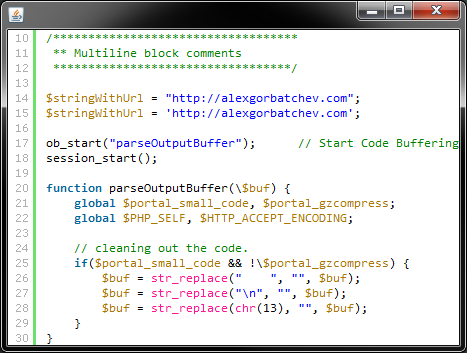 10 /***********************************
11  ** Multiline block comments
12  **********************************/
13
14 $stringWithUrl = "http://alexgorbatchev.com";
15 $stringWithUrl = 'http://alexgorbatchev.com';
16
17 ob_start("parseOutputBuffer");      // Start Code Buffering
18 session_start();
19
20 function parseOutputBuffer(\$buf) {
21     global $portal_small_code, $portal_gzcompress;
22     global $PHP_SELF, $HTTP_ACCEPT_ENCODING;
23
24     // cleaning out the code.
25     if($portal_small_code && !\$portal_gzcompress) {
26         $buf = str_replace("    ", "", $buf);
27         $buf = str_replace("\n", "", $buf);
28         $buf = str_replace(chr(13), "", $buf);
29     }
30 }